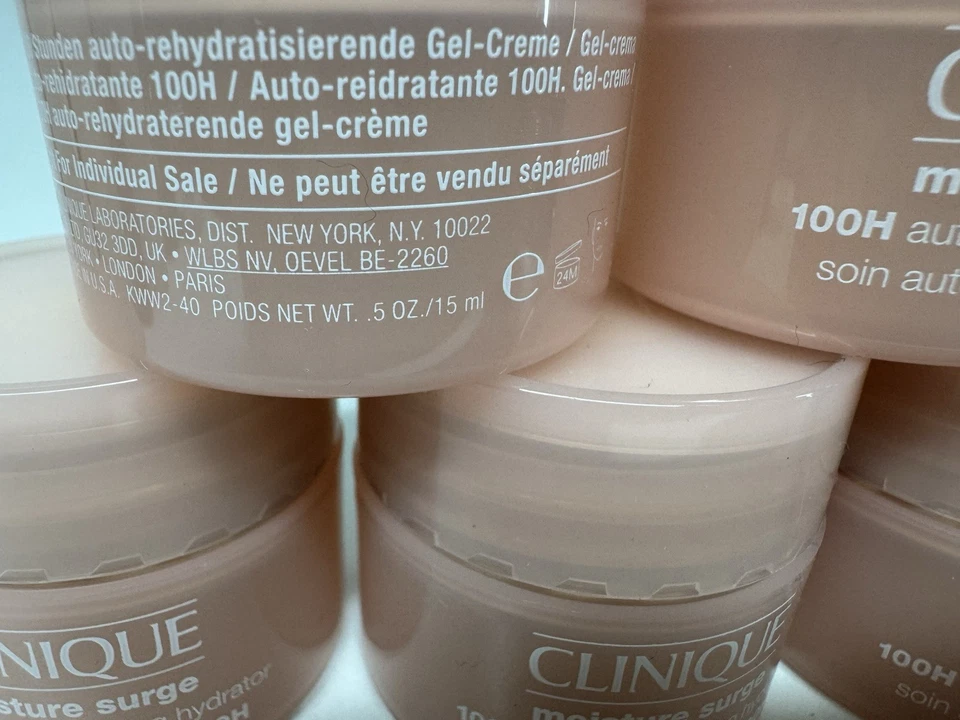 Stunden auto-rehydratisierende Gel-Creme / Gel-crema
100H / Auto-reidratante 100H. Gel-crema
auto-rehydraterende gel-crème
For Individual Sale / Ne peut être vendu séparément
LABORATORIES, DIST. NEW YORK, N.Y. 10022
GU32 3DD, UK • WLBS NV, OEVEL BE-2260
• LONDON • PARIS
U.S.A. KWW2-40 POIDS NET WT. .5 OZ./15 ml
e
24M
100H
soin
CLINIQUE
moisture surge
surge
hydrator
100H
soin